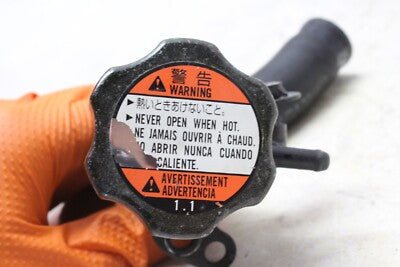 警告
WARNING
▶熱いときあけないこと。
▶NEVER OPEN WHEN HOT.
NE JAMAIS OUVRIR À CHAUD.
NO ABRIR NUNCA CUANDO
CALIENTE.
AVERTISSEMENT
ADVERTENCIA
1.1